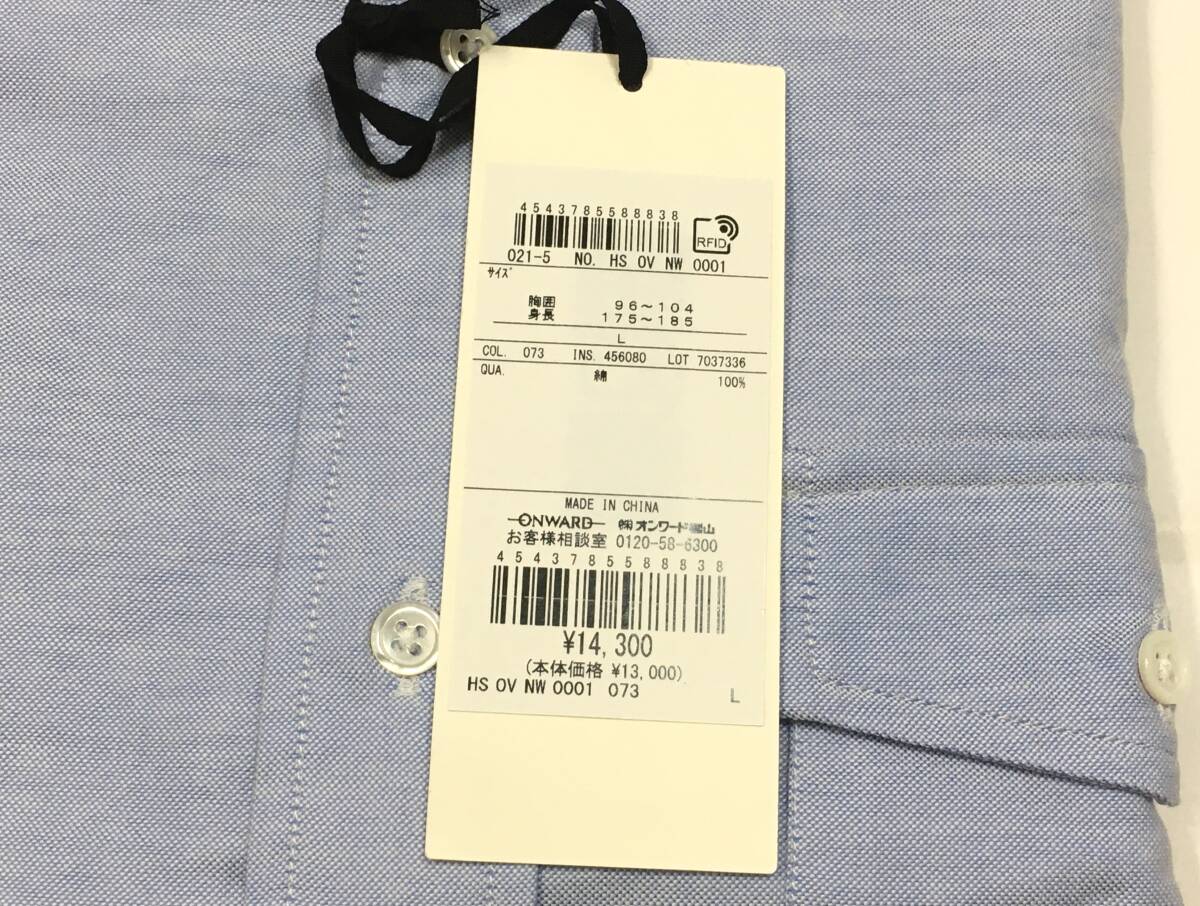 4543785588838
RFID
021-5 NO. HS OV NW 0001
ｻｲｽﾞ
胸囲 96～104
身長 175～185
L
COL. 073 INS. 456080 LOT 7037336
QUA. 綿 100%
MADE IN CHINA
ONWARD ㈱オンワード樫山
お客様相談室 0120-58-6300
4543785588838
¥14,300
(本体価格 ¥13,000)
HS OV NW 0001 073 L